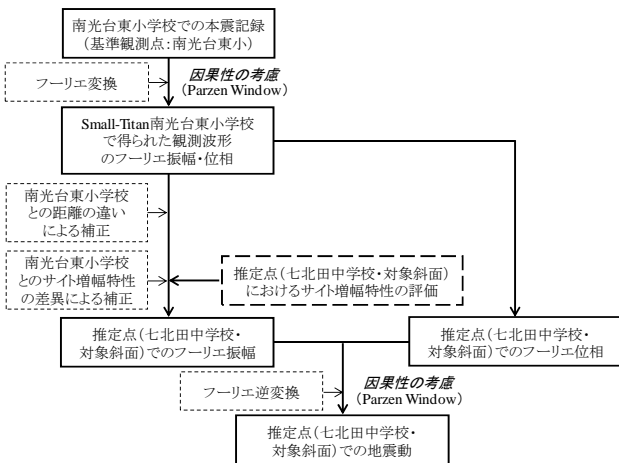 南光台東小学校での本震記録
(基準観測点:南光台東小)
フーリエ変換
因果性の考慮
(Parzen Window)
Small-Titan南光台東小学校
で得られた観測波形
のフーリエ振幅・位相
南光台東小学校
との距離の違い
による補正
南光台東小学校
とのサイト増幅特性
の差異による補正
推定点(七北田中学校・対象斜面)
におけるサイト増幅特性の評価
推定点(七北田中学校・
対象斜面)でのフーリエ振幅
推定点(七北田中学校・
対象斜面)でのフーリエ位相
フーリエ逆変換
因果性の考慮
(Parzen Window)
推定点(七北田中学校・
対象斜面)での地震動